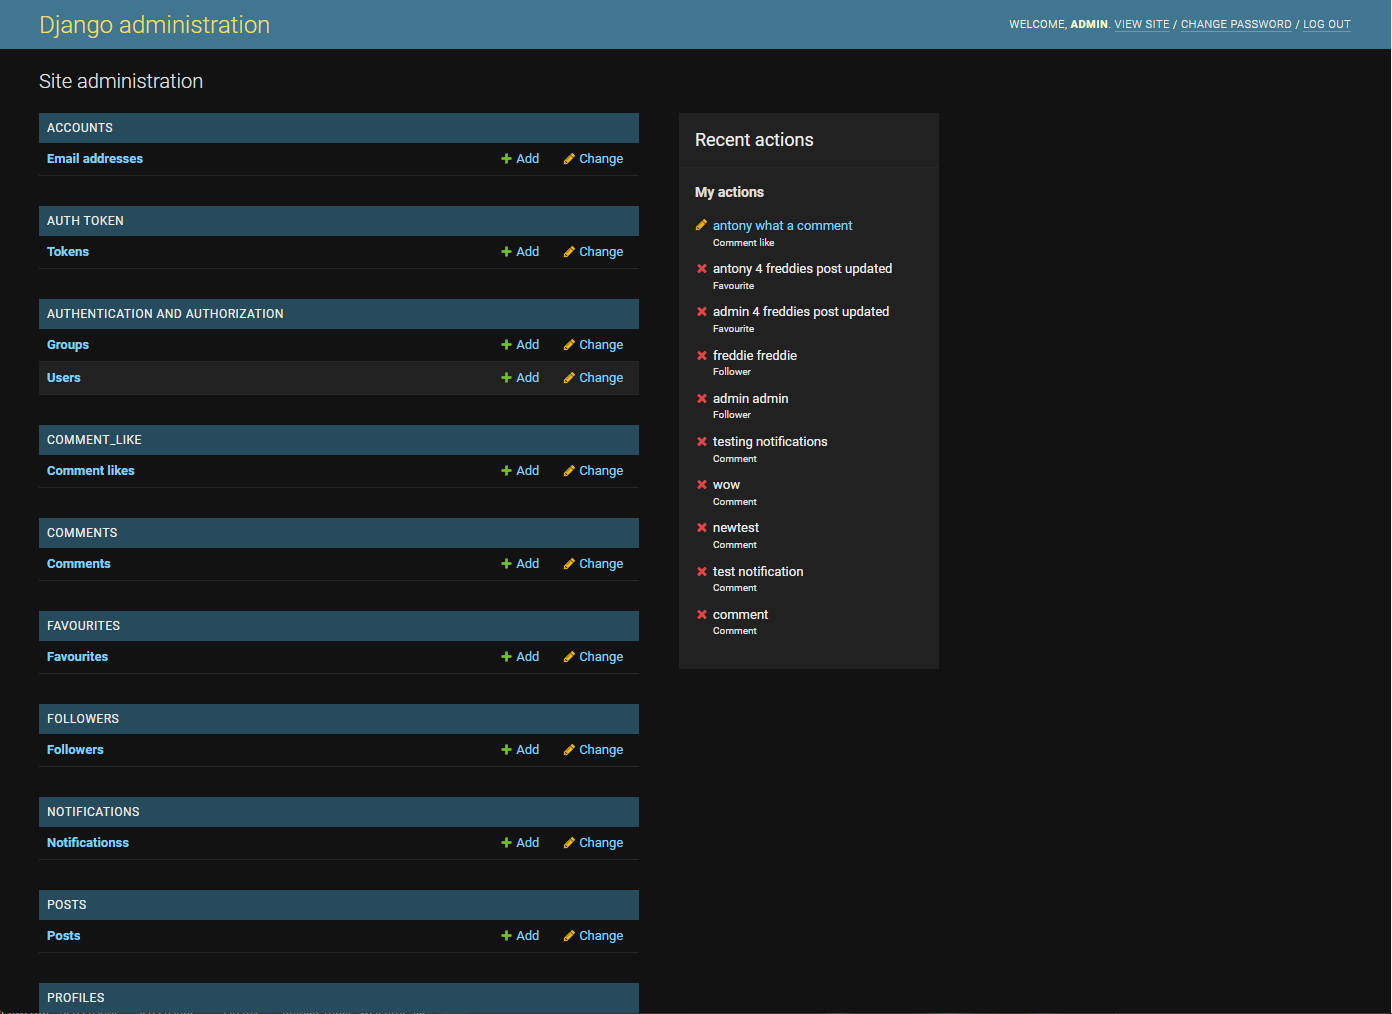 Django administration
WELCOME, ADMIN. VIEW SITE / CHANGE PASSWORD / LOG OUT
Site administration
ACCOUNTS
Email addresses Add Change
AUTH TOKEN
Tokens Add Change
AUTHENTICATION AND AUTHORIZATION
Groups Add Change
Users Add Change
COMMENT_LIKE
Comment likes Add Change
COMMENTS
Comments Add Change
FAVOURITES
Favourites Add Change
FOLLOWERS
Followers Add Change
NOTIFICATIONS
Notificationss Add Change
POSTS
Posts Add Change
PROFILES
Recent actions
My actions
antony what a comment
Comment like
antony 4 freddies post updated
Favourite
admin 4 freddies post updated
Favourite
freddie freddie
Follower
admin admin
Follower
testing notifications
Comment
wow
Comment
newtest
Comment
test notification
Comment
comment
Comment